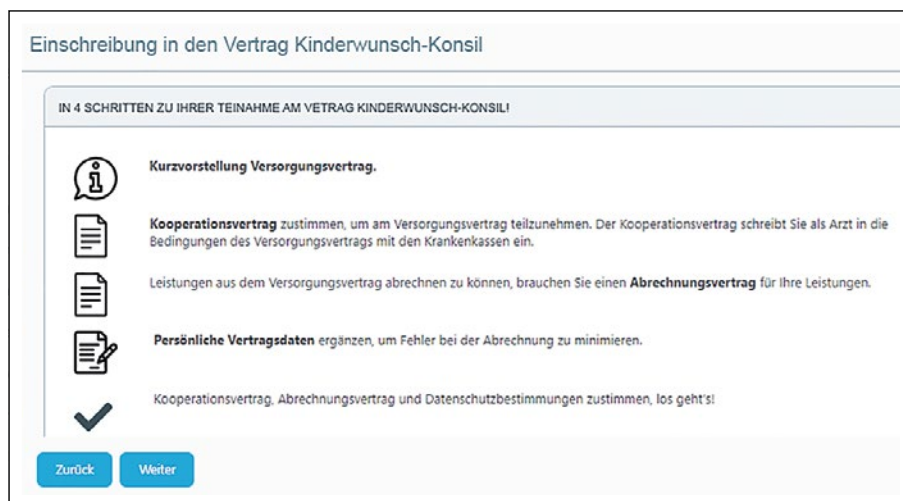 Einschreibung in den Vertrag Kinderwunsch-Konsil
IN 4 SCHRITTEN ZU IHRER TEINAHME AM VETRAG KINDERWUNSCH-KONSIL!
Kurzvorstellung Versorgungsvertrag.
Kooperationsvertrag zustimmen, um am Versorgungsvertrag teilzunehmen. Der Kooperationsvertrag schreibt Sie als Arzt in die
Bedingungen des Versorgungsvertrags mit den Krankenkassen ein.
Leistungen aus dem Versorgungsvertrag abrechnen zu können, brauchen Sie einen Abrechnungsvertrag für Ihre Leistungen.
Persönliche Vertragsdaten ergänzen, um Fehler bei der Abrechnung zu minimieren.
Kooperationsvertrag, Abrechnungsvertrag und Datenschutzbestimmungen zustimmen, los geht's!
Zurück Weiter